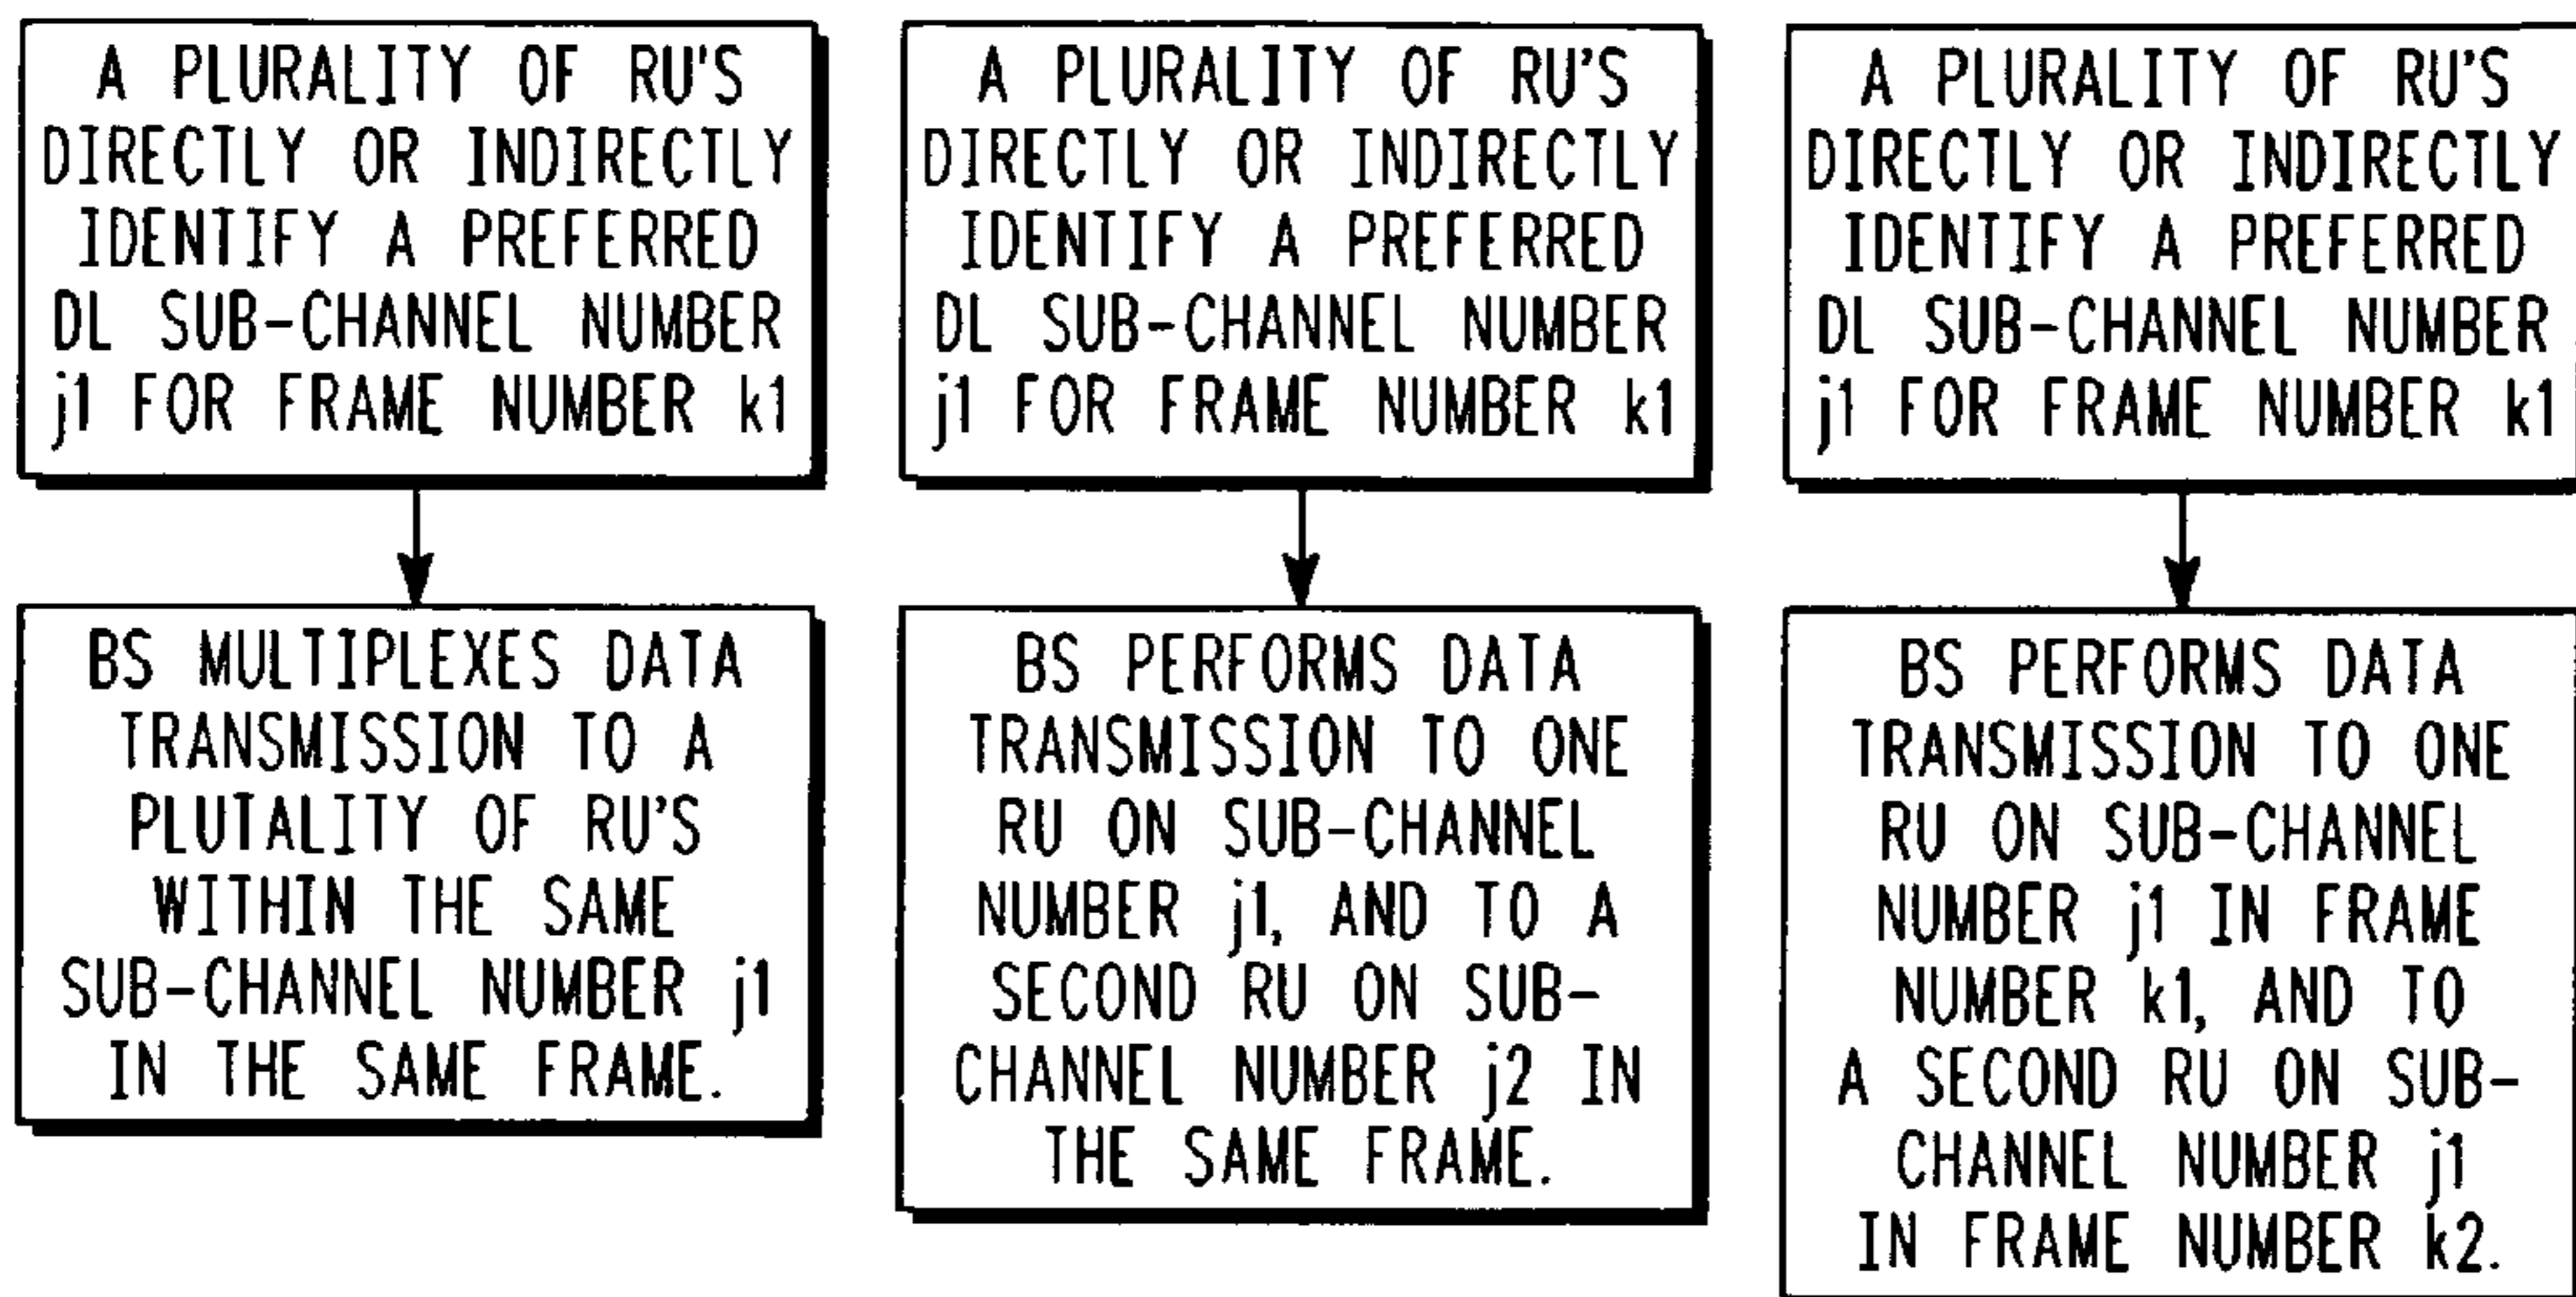 A PLURALITY OF RU'S
DIRECTLY OR INDIRECTLY
IDENTIFY A PREFERRED
DL SUB-CHANNEL NUMBER
j1 FOR FRAME NUMBER k1
BS MULTIPLEXES DATA
TRANSMISSION TO A
PLUTALITY OF RU'S
WITHIN THE SAME
SUB-CHANNEL NUMBER j1
IN THE SAME FRAME.
A PLURALITY OF RU'S
DIRECTLY OR INDIRECTLY
IDENTIFY A PREFERRED
DL SUB-CHANNEL NUMBER
j1 FOR FRAME NUMBER k1
BS PERFORMS DATA
TRANSMISSION TO ONE
RU ON SUB-CHANNEL
NUMBER j1, AND TO A
SECOND RU ON SUB-
CHANNEL NUMBER j2 IN
THE SAME FRAME.
A PLURALITY OF RU'S
DIRECTLY OR INDIRECTLY
IDENTIFY A PREFERRED
DL SUB-CHANNEL NUMBER
j1 FOR FRAME NUMBER k1
BS PERFORMS DATA
TRANSMISSION TO ONE
RU ON SUB-CHANNEL
NUMBER j1 IN FRAME
NUMBER k1, AND TO
A SECOND RU ON SUB-
CHANNEL NUMBER j1
IN FRAME NUMBER k2.